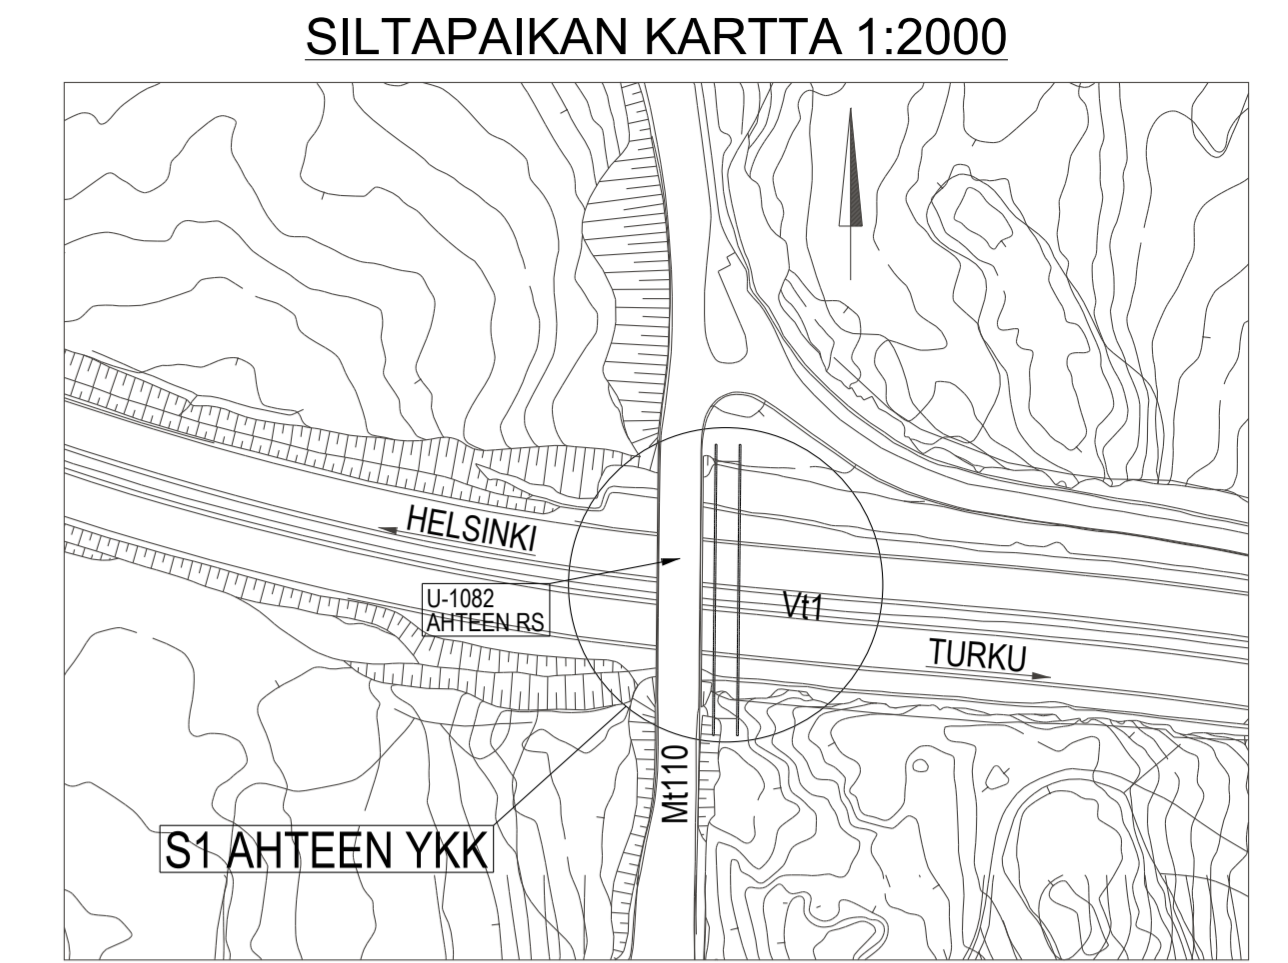 SILTAPAIKAN KARTTA 1:2000
HELSINKI
U-1082
AHTEEN RS
Vt1
TURKU
Mt110
S1 AHTEEN YKK